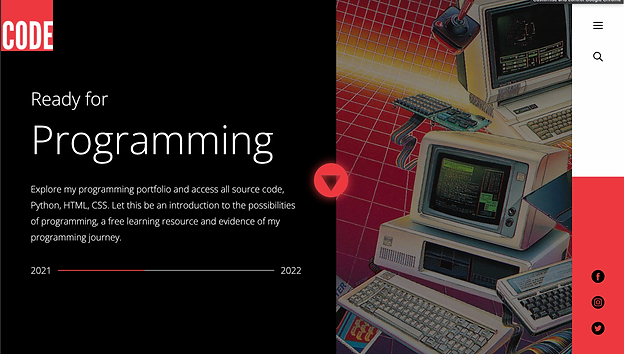 CODE
Ready for
Programming
Explore my programming portfolio and access all source code,
Python, HTML, CSS. Let this be an introduction to the possibilities
of programming, a free learning resource and evidence of my
programming journey.
2021 2022